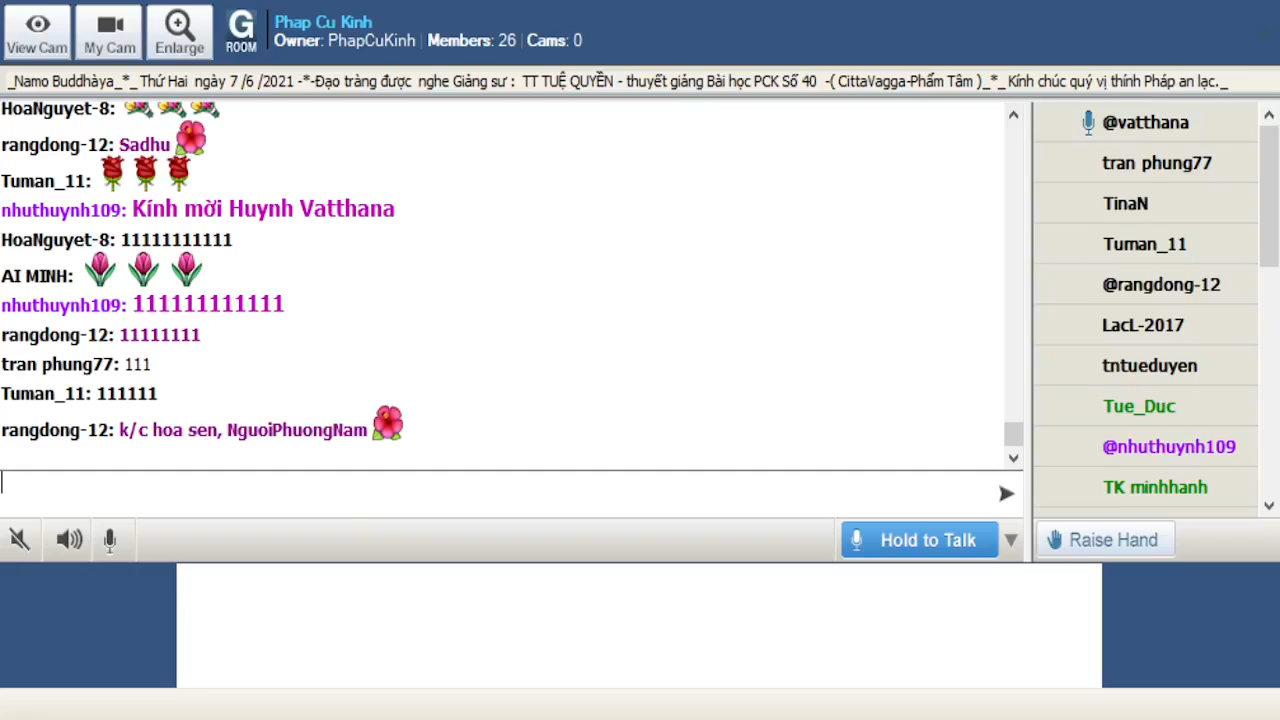 View Cam
My Cam
Enlarge
G
ROOM
Phap Cu Kinh
Owner: PhapCuKinh | Members: 26 | Cams: 0
_Namo Buddhàya_*_ Thứ Hai ngày 7 /6 /2021 -*-Đạo tràng được nghe Giảng sư : TT TUỆ QUYỀN - thuyết giảng Bài học PCK Số 40 -( CittaVagga-Phẩm Tâm )_*_ Kính chúc quý vị thính Pháp an lạc._
HoaNguyet-8:
rangdong-12: Sadhu
Tuman_11:
nhuthuynh109: Kính mời Huynh Vatthana
HoaNguyet-8: 11111111111
AI MINH:
nhuthuynh109: 111111111111
rangdong-12: 11111111
tran phung77: 111
Tuman_11: 111111
rangdong-12: k/c hoa sen, NguoiPhuongNam
@vatthana
tran phung77
TinaN
Tuman_11
@rangdong-12
LacL-2017
tntueduyen
Tue_Duc
@nhuthuynh109
TK minhhanh
Hold to Talk
Raise Hand